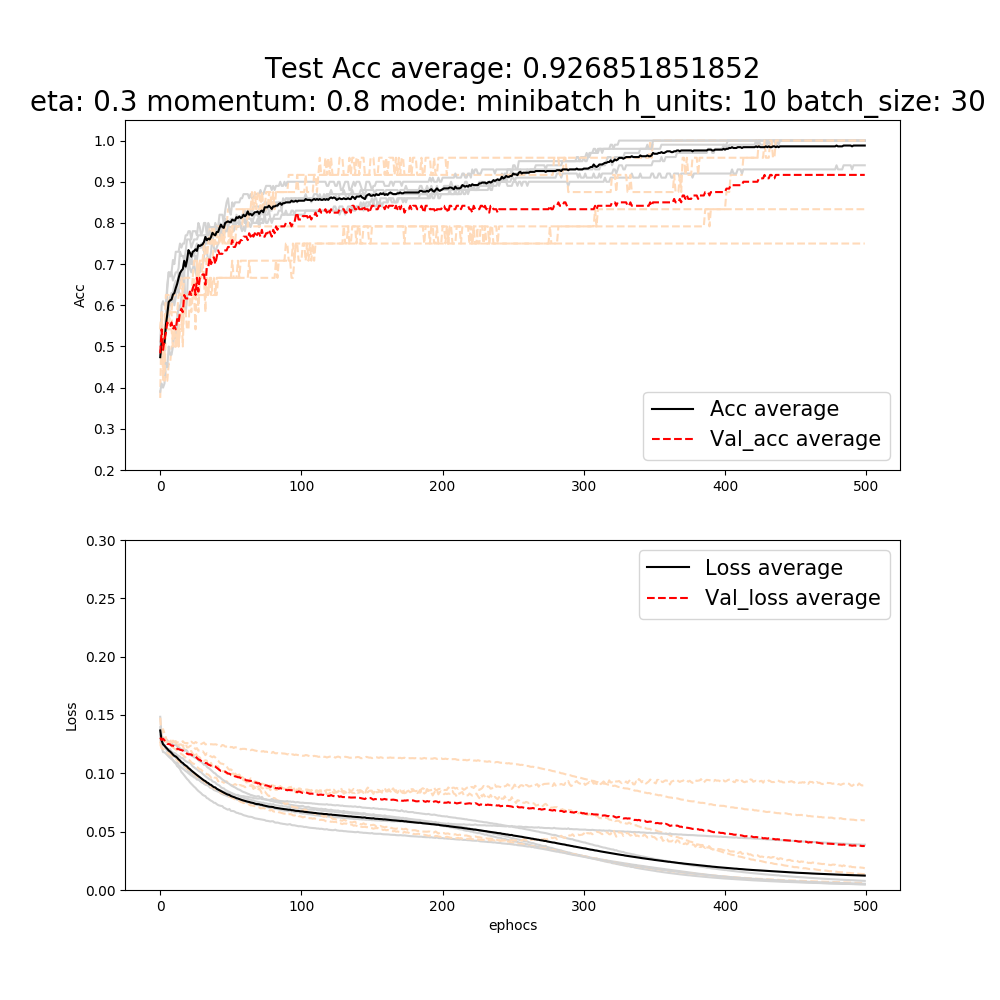 Test Acc average: 0.926851851852
eta: 0.3 momentum: 0.8 mode: minibatch h_units: 10 batch_size: 30
1.0
0.9
0.8
0.7
0.6
0.5
0.4
0.3
0.2
Acc
Acc average
Val_acc average
0 100 200 300 400 500
0.30
0.25
0.20
0.15
0.10
0.05
0.00
Loss
Loss average
Val_loss average
0 100 200 300 400 500
ephocs